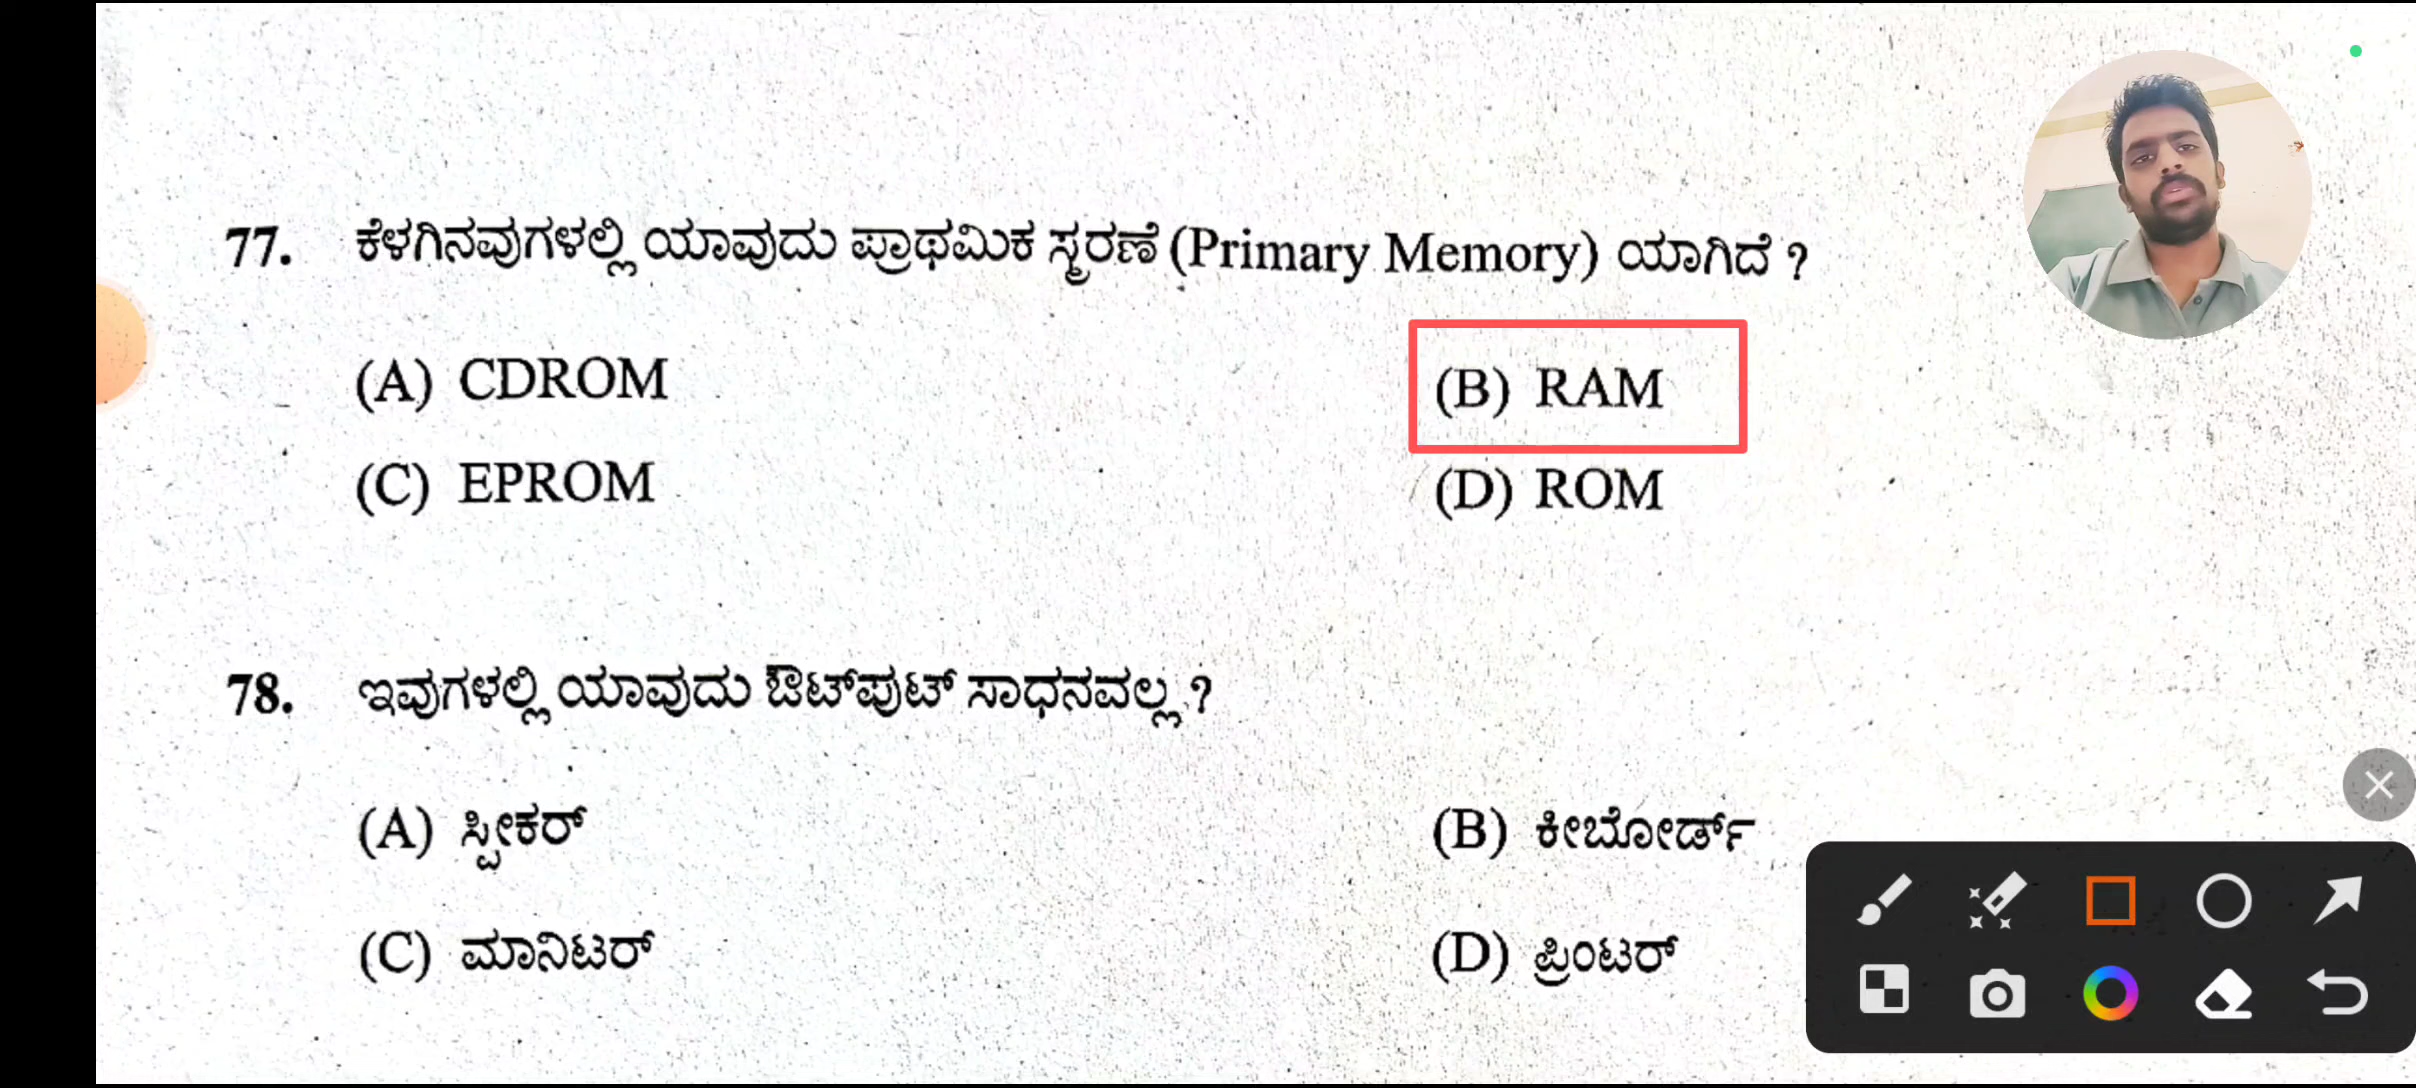 77. ಕೆಳಗಿನವುಗಳಲ್ಲಿ ಯಾವುದು ಪ್ರಾಥಮಿಕ ಸ್ಮರಣೆ (Primary Memory) ಯಾಗಿದೆ ?
(A) CDROM (B) RAM
(C) EPROM (D) ROM
78. ಇವುಗಳಲ್ಲಿ ಯಾವುದು ಔಟ್‌ಪುಟ್ ಸಾಧನವಲ್ಲ ?
(A) ಸ್ಪೀಕರ್ (B) ಕೀಬೋರ್ಡ್
(C) ಮಾನಿಟರ್ (D) ಪ್ರಿಂಟರ್